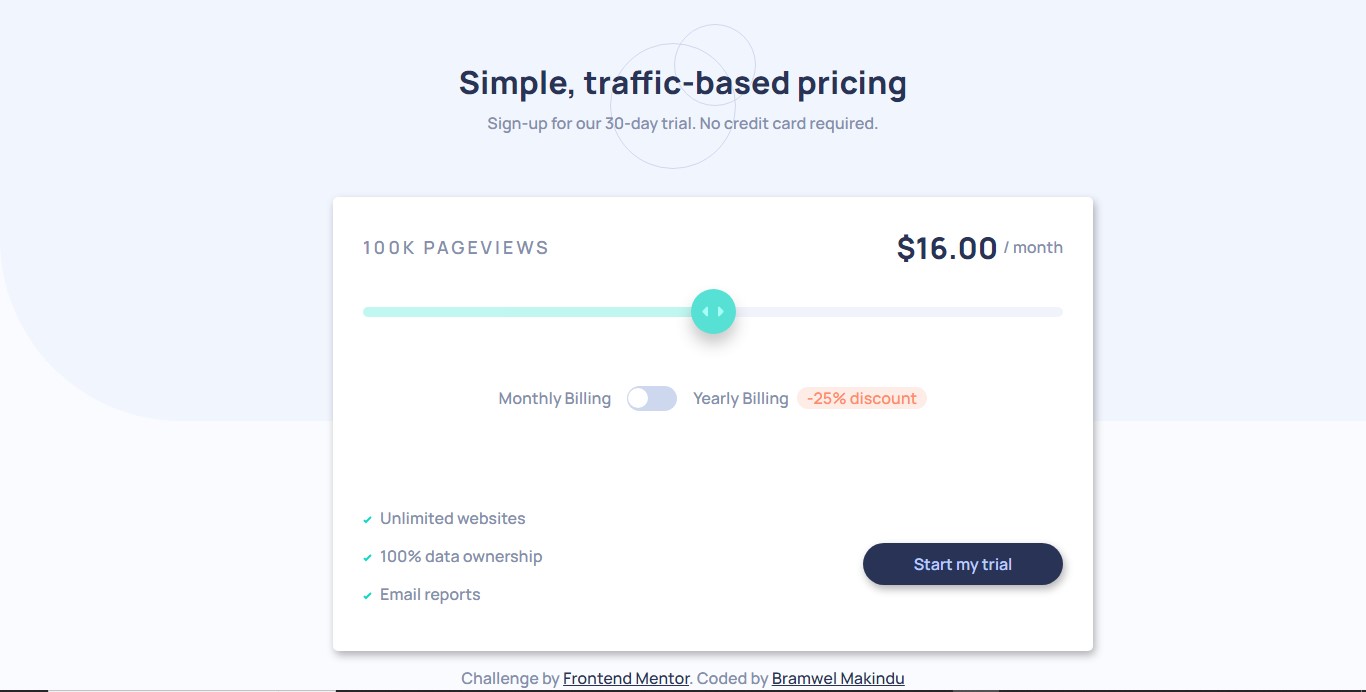 Simple, traffic-based pricing
Sign-up for our 30-day trial. No credit card required.
100K PAGEVIEWS
$16.00 / month
Monthly Billing
Yearly Billing
-25% discount
Unlimited websites
100% data ownership
Email reports
Start my trial
Challenge by Frontend Mentor. Coded by Bramwel Makindu